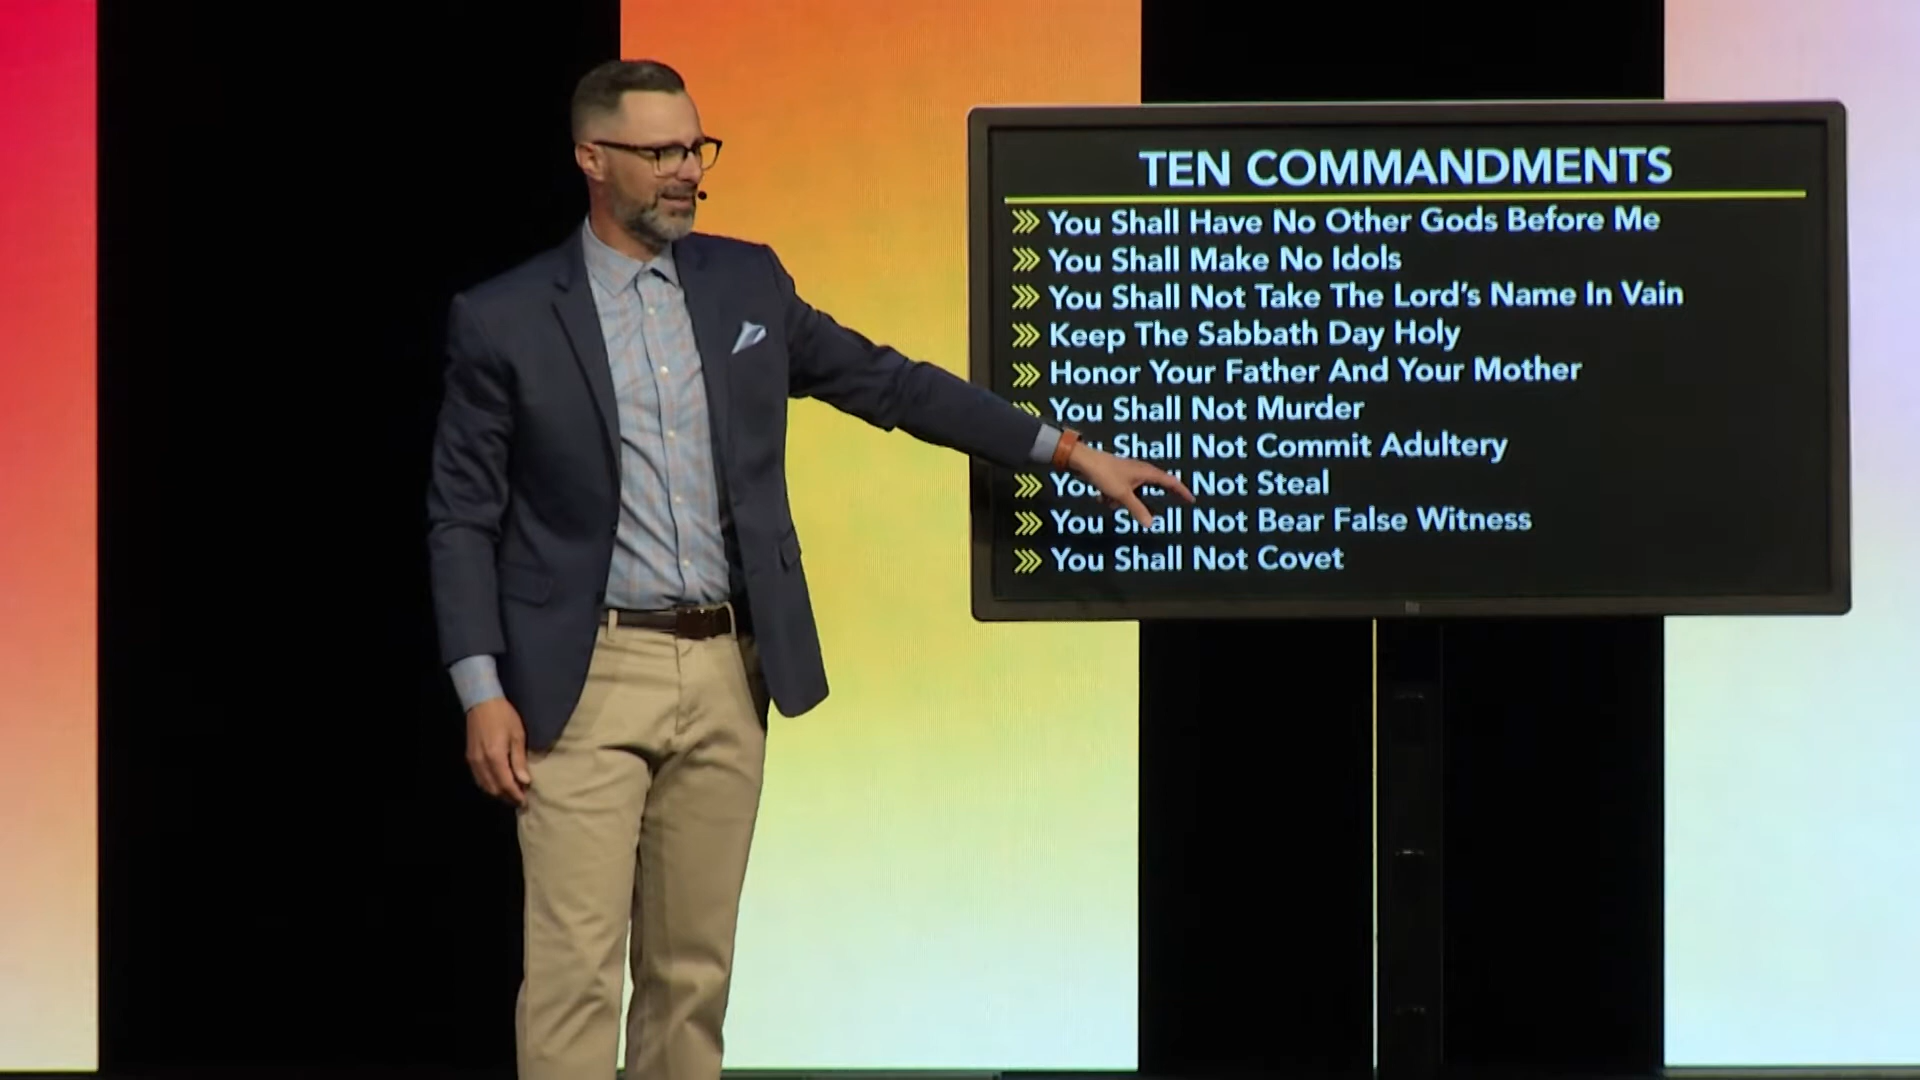 TEN COMMANDMENTS
You Shall Have No Other Gods Before Me
You Shall Make No Idols
You Shall Not Take The Lord's Name In Vain
Keep The Sabbath Day Holy
Honor Your Father And Your Mother
You Shall Not Murder
You Shall Not Commit Adultery
You Shall Not Steal
You Shall Not Bear False Witness
You Shall Not Covet